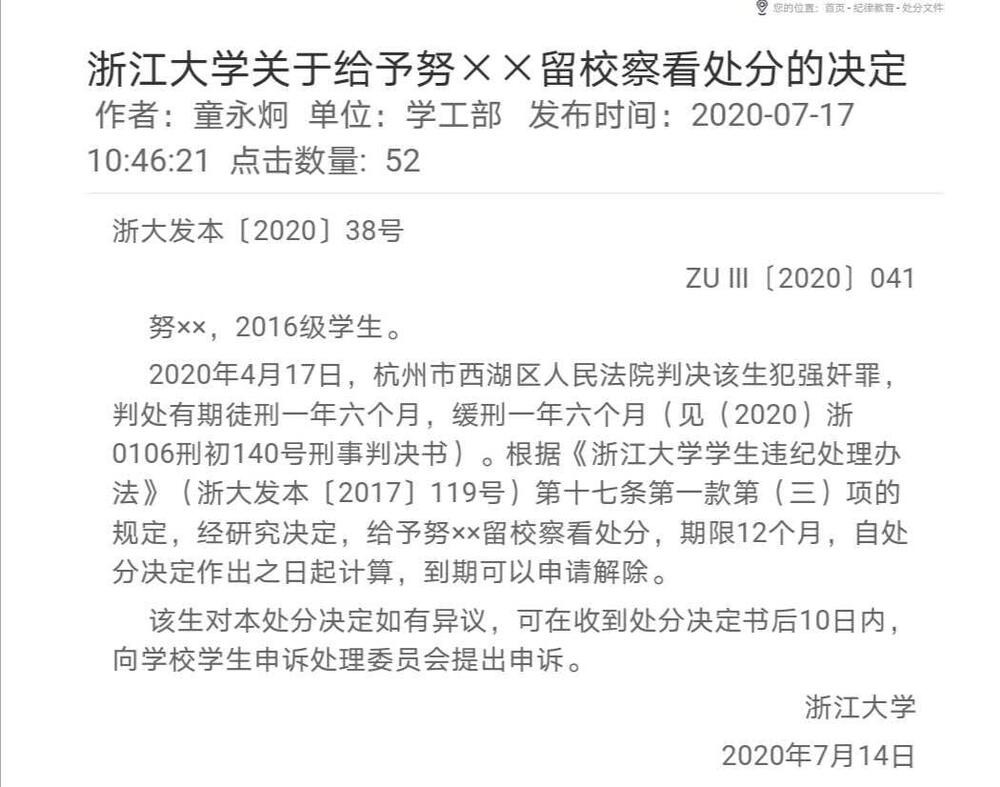 您的位置：首页 - 纪律教育 - 处分文件
浙江大学关于给予努××留校察看处分的决定
作者：童永炯 单位：学工部 发布时间：2020-07-17
10:46:21 点击数量: 52
浙大发本〔2020〕38号
ZU III〔2020〕041
努××，2016级学生。
2020年4月17日，杭州市西湖区人民法院判决该生犯强奸罪，
判处有期徒刑一年六个月，缓刑一年六个月（见（2020）浙
0106刑初140号刑事判决书）。根据《浙江大学学生违纪处理办
法》（浙大发本〔2017〕119号）第十七条第一款第（三）项的
规定，经研究决定，给予努××留校察看处分，期限12个月，自处
分决定作出之日起计算，到期可以申请解除。
该生对本处分决定如有异议，可在收到处分决定书后10日内，
向学校学生申诉处理委员会提出申诉。
浙江大学
2020年7月14日